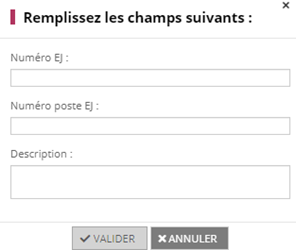 Remplissez les champs suivants :
Numéro EJ :
Numéro poste EJ :
Description :
VALIDER ANNULER